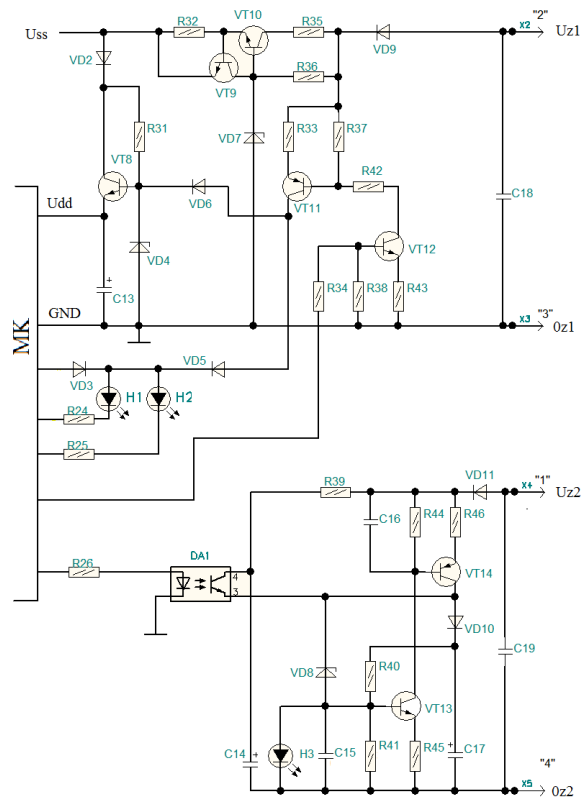 VT10
R32
R35
X2
"2"
Uss
Uz1
VD9
VD2
R36
VT9
R31
VD7
R33
R37
VT8
R42
VT11
C18
Udd
VD6
VT12
VD4
C13
R34
R38
R43
GND
X3
"3"
0z1
MK
VD3
VD5
H1
H2
R24
R25
VD11
X4
"1"
Uz2
R39
C16
R44
R46
DA1
R26
4
3
VT14
VD10
C19
VD8
R40
VT13
C14
H3
C15
R41
R45
C17
X5
"4"
0z2